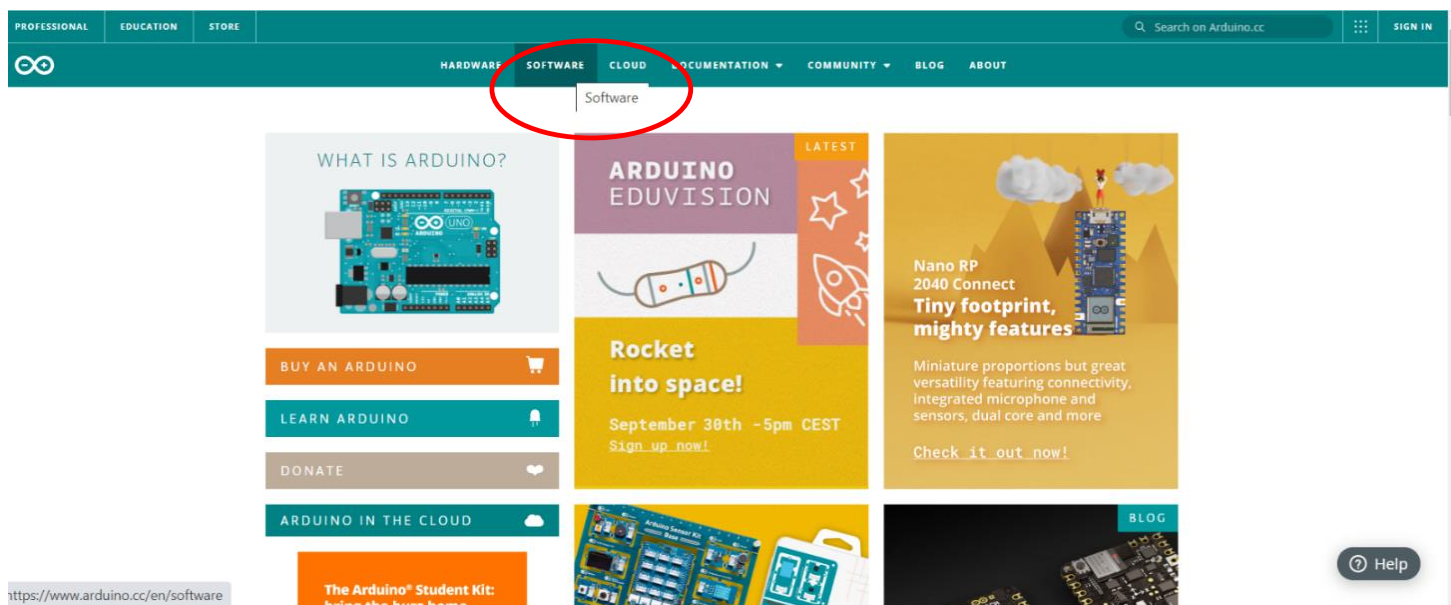 PROFESSIONAL
EDUCATION
STORE
Search on Arduino.cc
SIGN IN
HARDWARE
SOFTWARE
CLOUD
DOCUMENTATION
COMMUNITY
BLOG
ABOUT
Software
WHAT IS ARDUINO?
UNO
ARDUINO
BUY AN ARDUINO
LEARN ARDUINO
DONATE
ARDUINO IN THE CLOUD
The Arduino® Student Kit:
LATEST
ARDUINO
EDUVISION
Rocket
into space!
September 30th -5pm CEST
Sign up now!
Arduino Sensor Kit
Base
Nano RP
2040 Connect
Tiny footprint,
mighty features
Miniature proportions but great
versatility featuring connectivity,
integrated microphone and
sensors, dual core and more
Check it out now!
BLOG
Help
https://www.arduino.cc/en/software